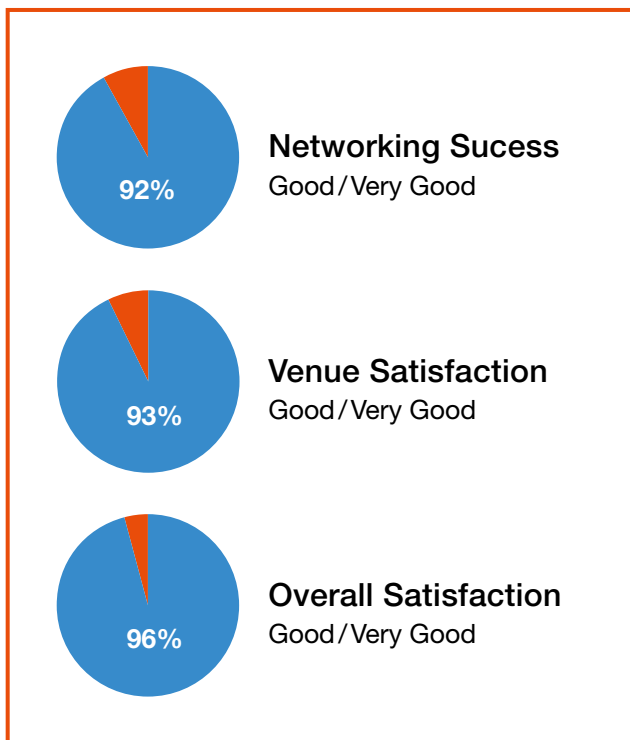 92%
Networking Sucess
Good/Very Good
93%
Venue Satisfaction
Good/Very Good
96%
Overall Satisfaction
Good/Very Good